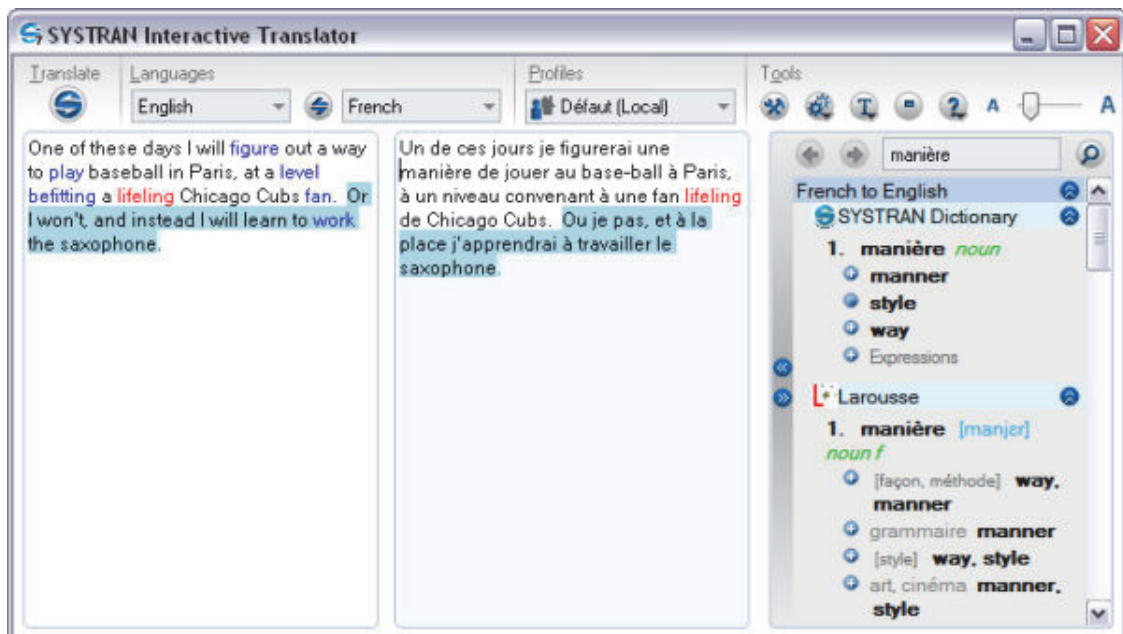 SYSTRAN Interactive Translator
Translate
Languages
Profiles
Tools
English
French
Défaut (Local)
A
A
One of these days I will figure out a way
to play baseball in Paris, at a level
befitting a lifeling Chicago Cubs fan. Or
I won't, and instead I will learn to work
the saxophone.
Un de ces jours je figurerai une
manière de jouer au base-ball à Paris,
à un niveau convenant à une fan lifeling
de Chicago Cubs. Ou je pas, et à la
place j'apprendrai à travailler le
saxophone.
manière
French to English
SYSTRAN Dictionary
1. manière noun
manner
style
way
Expressions
Larousse
1. manière [manjɛr]
noun f
[façon, méthode] way,
manner
grammaire manner
[style] way, style
art, cinéma manner,
style